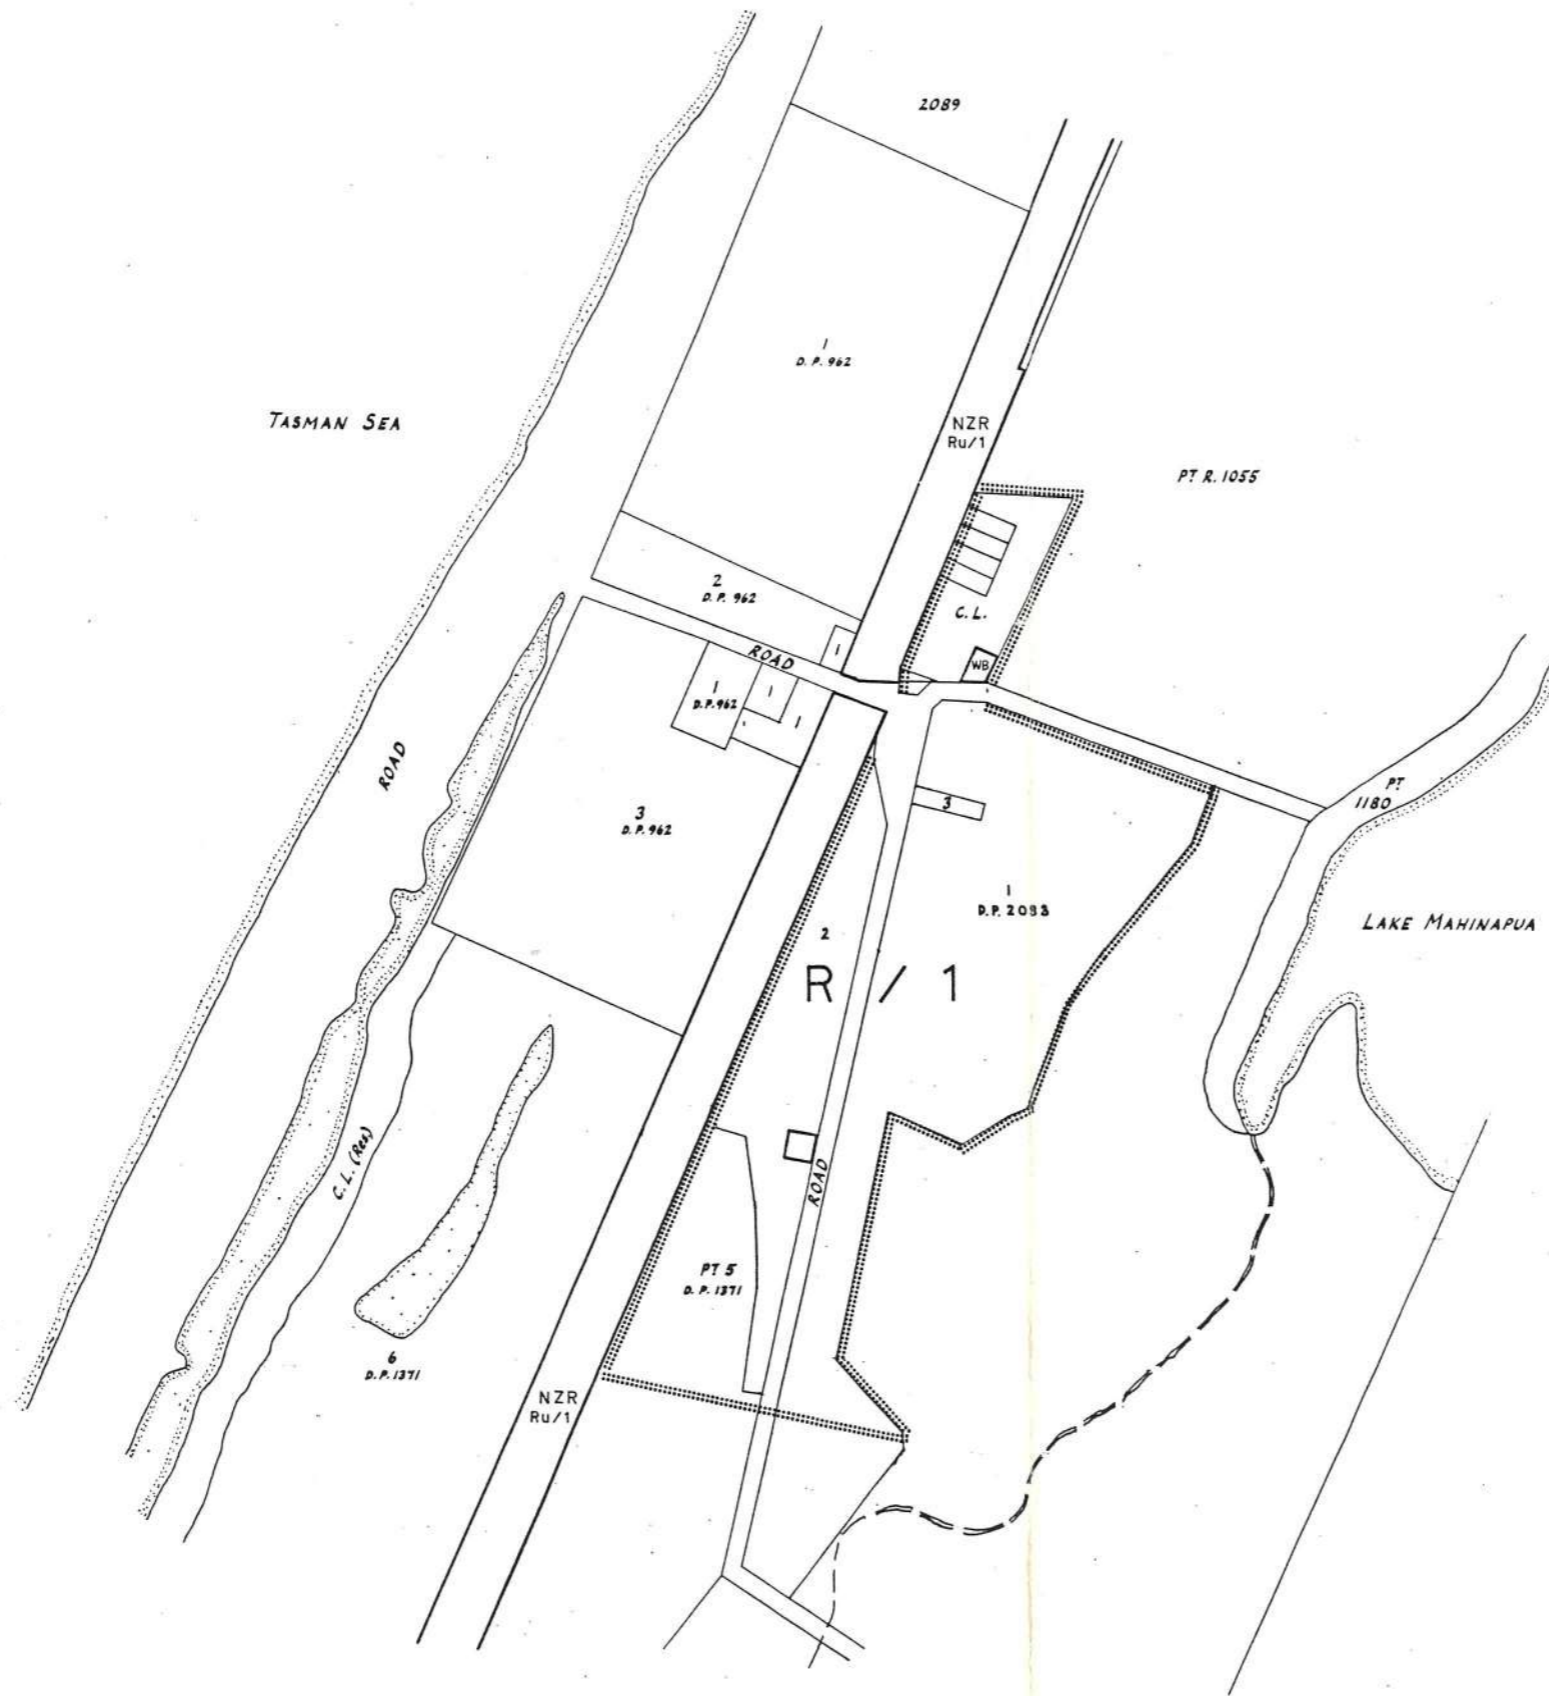 2089
1
D. P. 962
TASMAN SEA
NZR
Ru/1
PT R. 1055
2
D. P. 962
C. L.
1
ROAD
WB
1
D. P. 962
1
1
ROAD
PT
1180
3
3
D. P. 962
1
D. P. 2083
LAKE MAHINAPUA
2
R / 1
C. L. (Res)
ROAD
PT 5
D. P. 1371
6
D. P. 1371
NZR
Ru/1